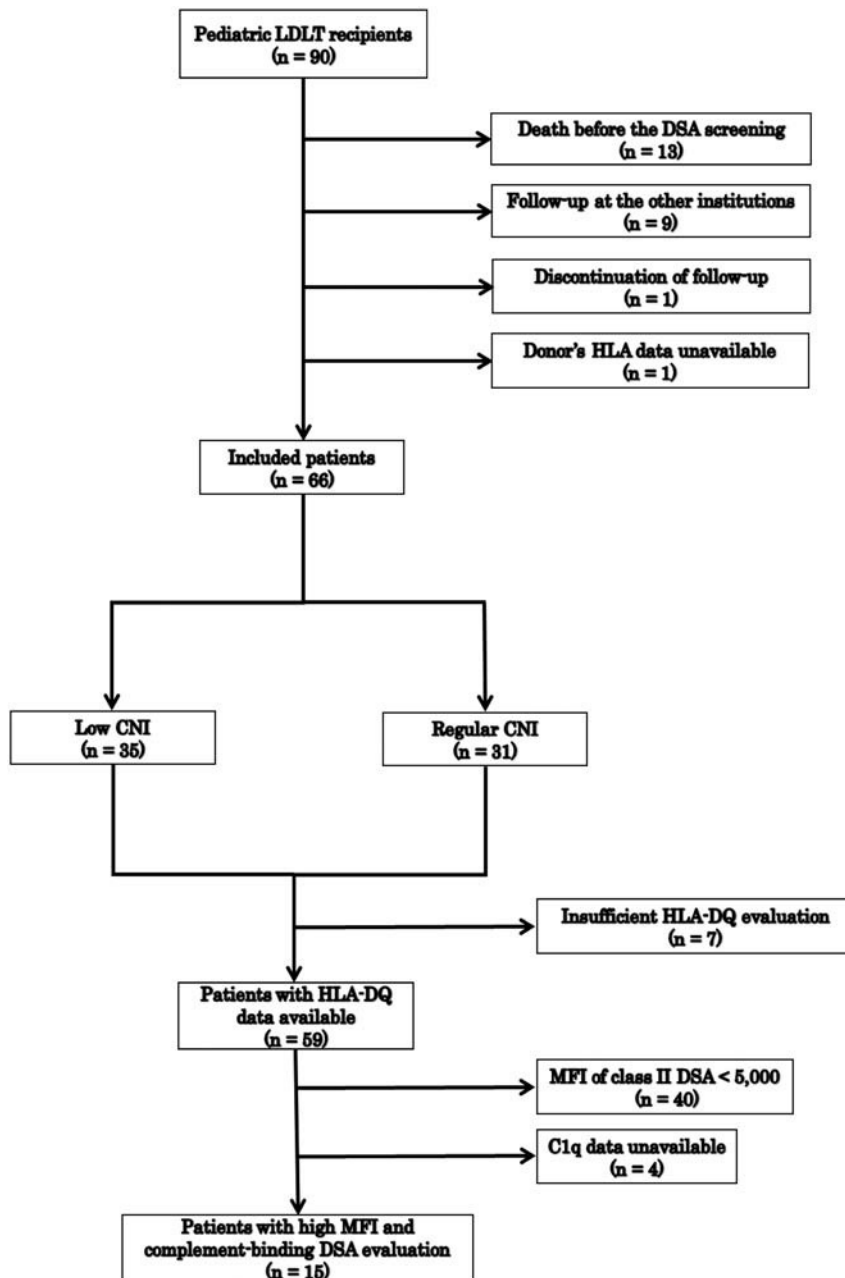 Pediatric LDLT recipients
(n = 90)
Death before the DSA screening
(n = 13)
Follow-up at the other institutions
(n = 9)
Discontinuation of follow-up
(n = 1)
Donor's HLA data unavailable
(n = 1)
Included patients
(n = 66)
Low CNI
(n = 35)
Regular CNI
(n = 31)
Insufficient HLA-DQ evaluation
(n = 7)
Patients with HLA-DQ
data available
(n = 59)
MFI of class II DSA < 5,000
(n = 40)
C1q data unavailable
(n = 4)
Patients with high MFI and
complement-binding DSA evaluation
(n = 15)